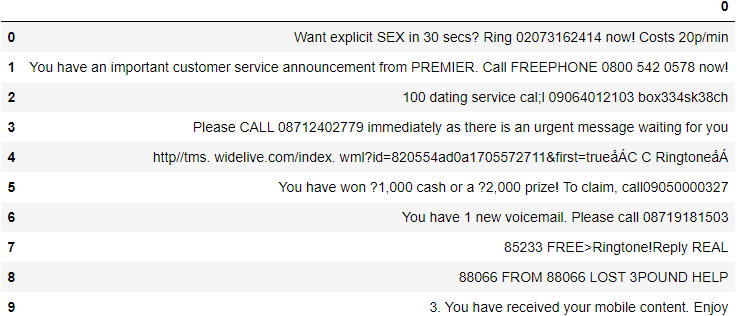 0
0 Want explicit SEX in 30 secs? Ring 02073162414 now! Costs 20p/min
1 You have an important customer service announcement from PREMIER. Call FREEPHONE 0800 542 0578 now!
2 100 dating service cal;l 09064012103 box334sk38ch
3 Please CALL 08712402779 immediately as there is an urgent message waiting for you
4 http//tms. widelive.com/index. wml?id=820554ad0a1705572711&first=trueåÁC C RingtoneåÁ
5 You have won ?1,000 cash or a ?2,000 prize! To claim, call09050000327
6 You have 1 new voicemail. Please call 08719181503
7 85233 FREE>Ringtone!Reply REAL
8 88066 FROM 88066 LOST 3POUND HELP
9 3. You have received your mobile content. Enjoy